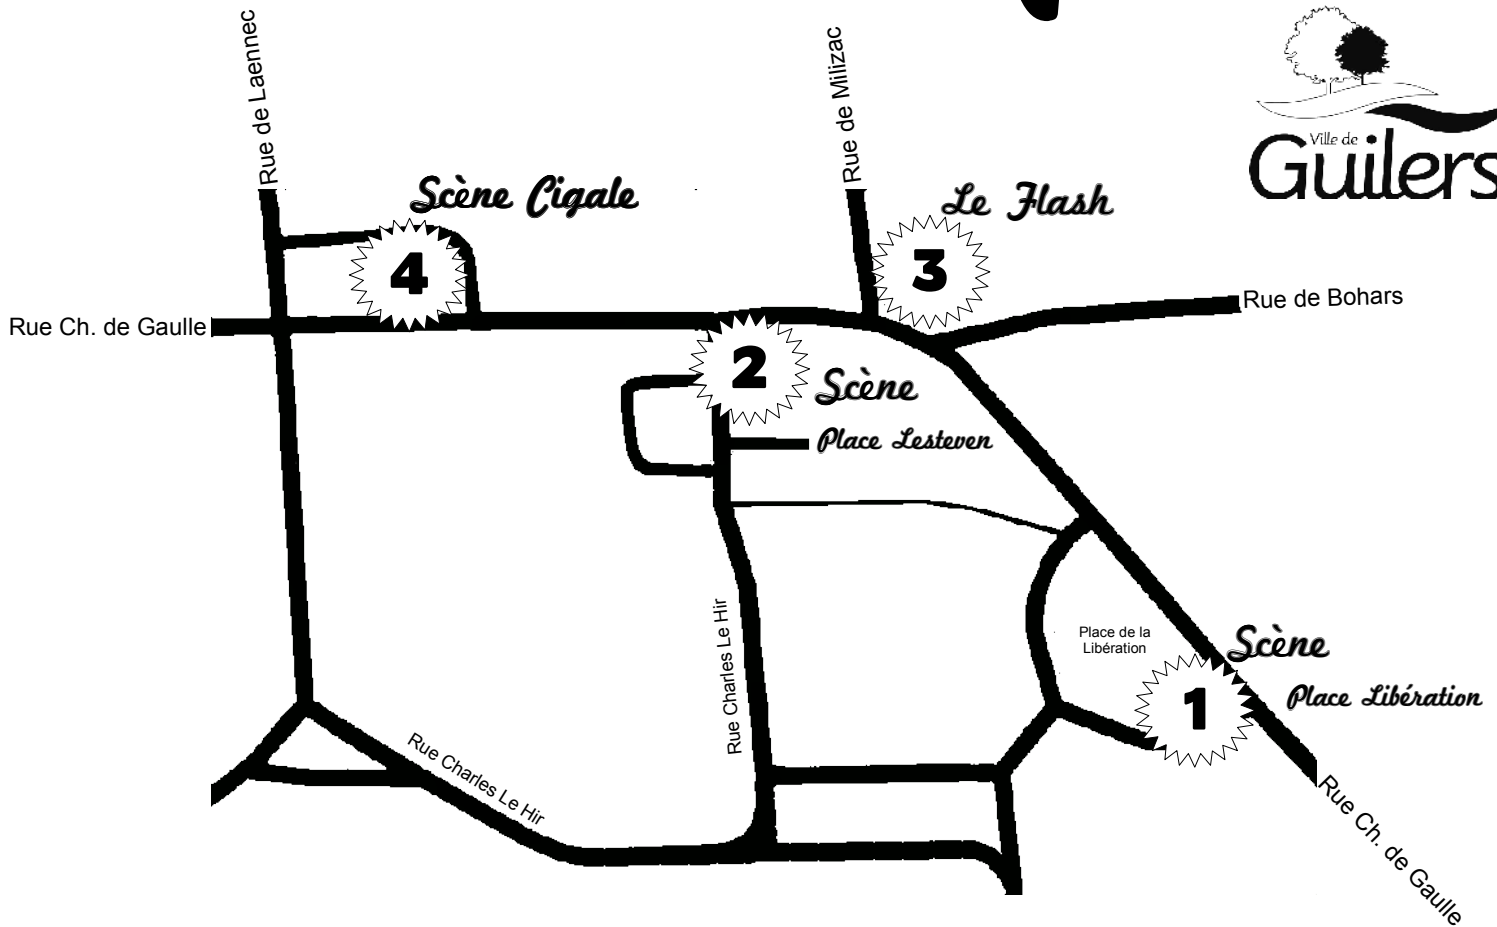 Rue de Laennec
Rue de Milizac
Ville de
Guilers
Scène Cigale
Le Flash
4
3
Rue de Bohars
Rue Ch. de Gaulle
2
Scène
Place Lesteven
Rue Charles Le Hir
Place de la
Libération
Scène
1
Place Libération
Rue Charles Le Hir
Rue Ch. de Gaulle